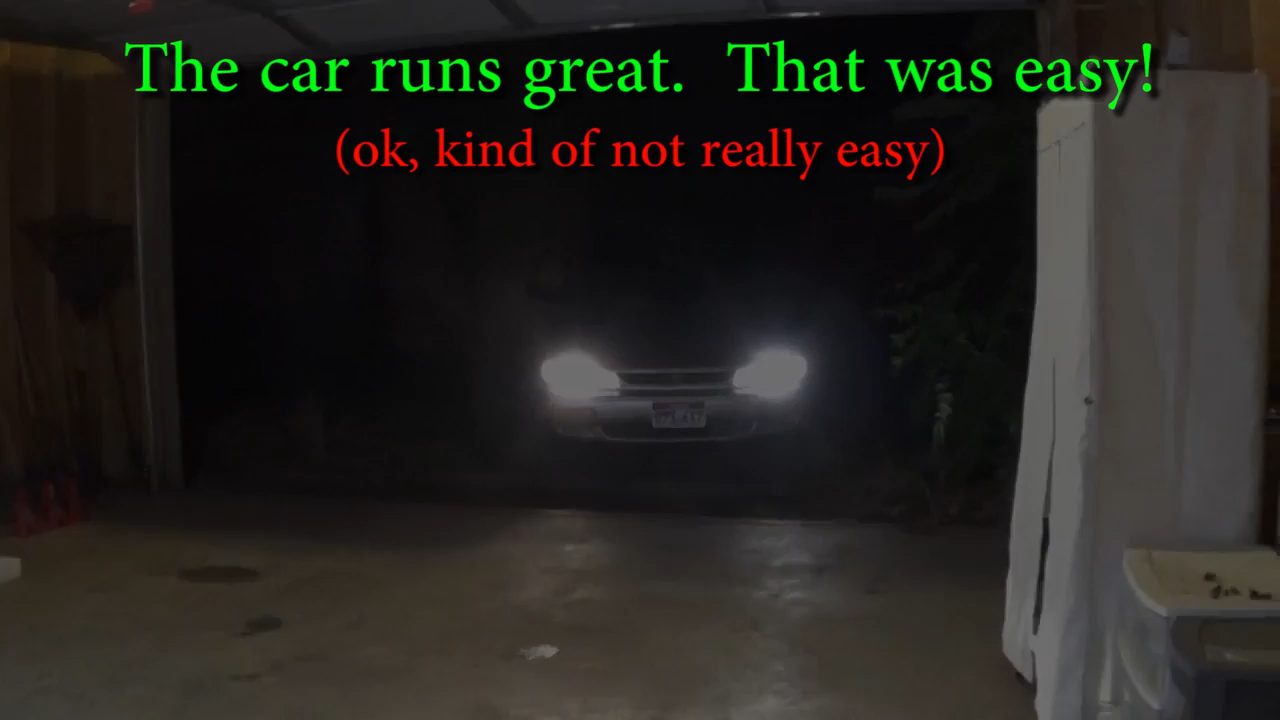 The car runs great.  That was easy!
(ok, kind of not really easy)